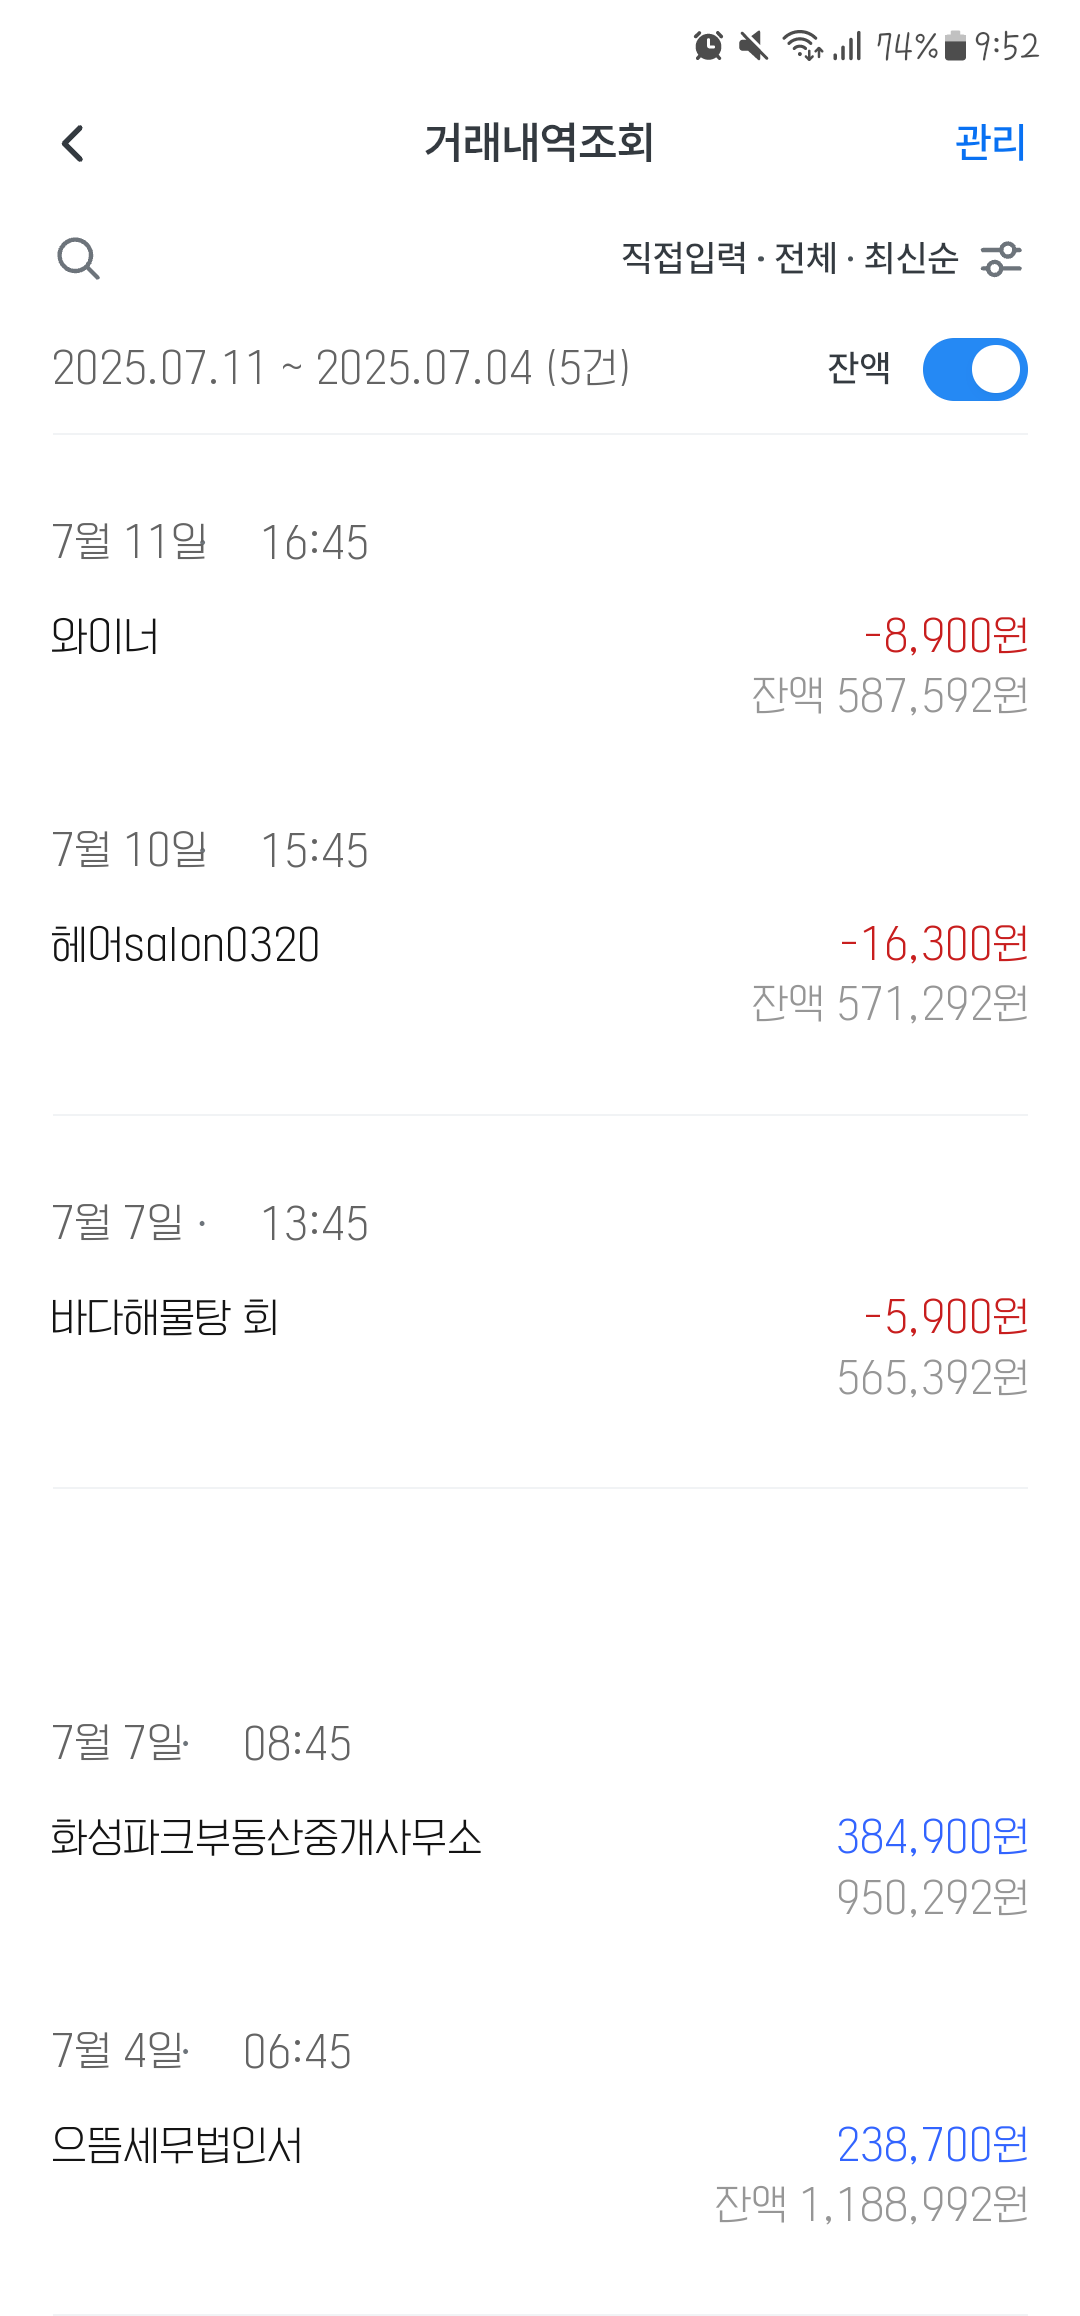 74% 9:52
거래내역조회 관리
직접입력 · 전체 · 최신순
2025.07.11 ~ 2025.07.04 (5건) 잔액
7월 11일 16:45
와이너 -8,900원
잔액 587,592원
7월 10일 15:45
헤어salon0320 -16,300원
잔액 571,292원
7월 7일 · 13:45
바다해물탕 회 -5,900원
565,392원
7월 7일· 08:45
화성파크부동산중개사무소 384,900원
950,292원
7월 4일· 06:45
으뜸세무법인서 238,700원
잔액 1,188,992원